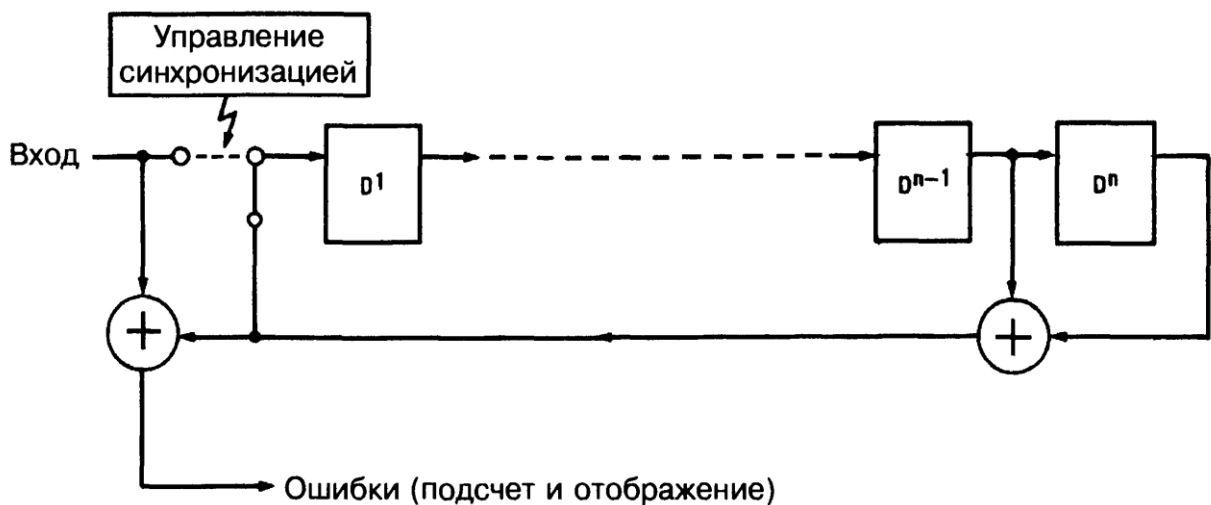 Управление
синхронизацией
Вход
D¹
Dⁿ⁻¹
Dⁿ
+
+
Ошибки (подсчет и отображение)